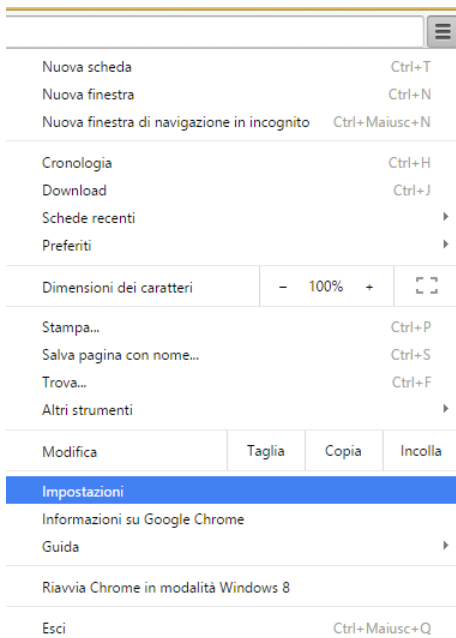 Nuova scheda Ctrl+T
Nuova finestra Ctrl+N
Nuova finestra di navigazione in incognito Ctrl+Maiusc+N
Cronologia Ctrl+H
Download Ctrl+J
Schede recenti
Preferiti
Dimensioni dei caratteri − 100% +
Stampa... Ctrl+P
Salva pagina con nome... Ctrl+S
Trova... Ctrl+F
Altri strumenti
Modifica Taglia Copia Incolla
Impostazioni
Informazioni su Google Chrome
Guida
Riavvia Chrome in modalità Windows 8
Esci Ctrl+Maiusc+Q